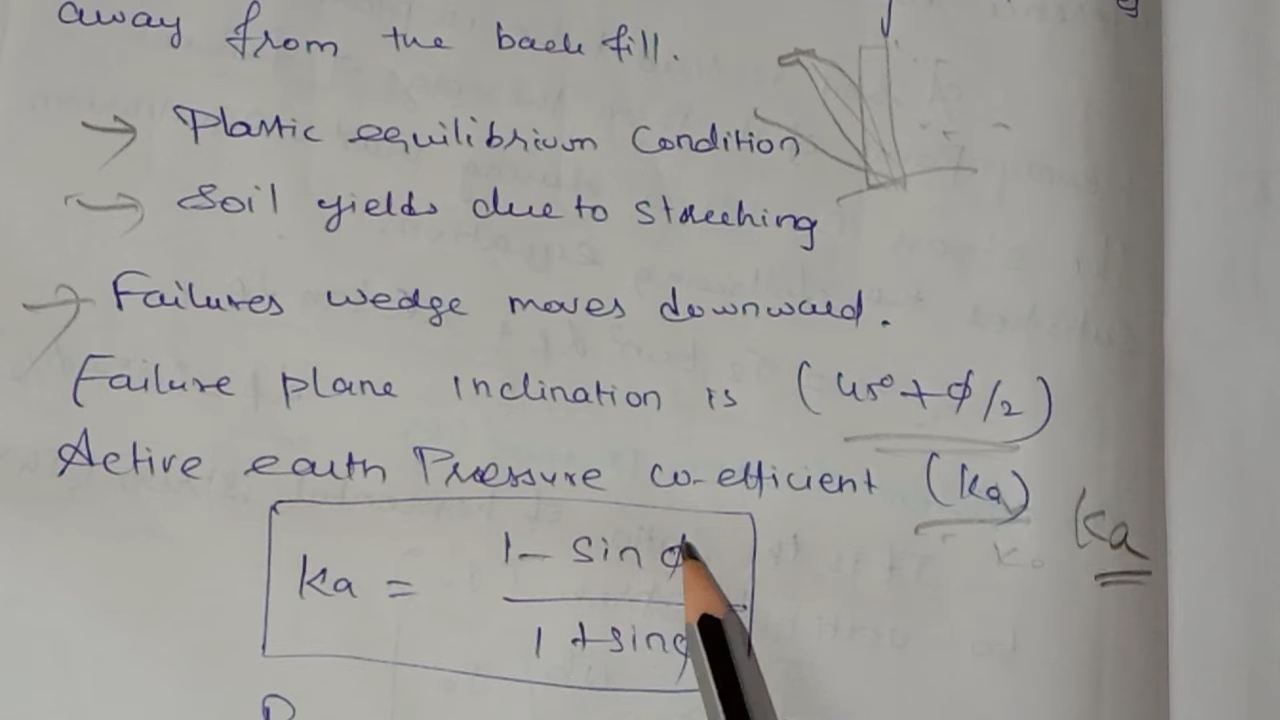 away from the back fill.
→ Plastic equilibrium Condition
→ Soil yields due to streching
→ Failures wedge moves downward.
Failure plane inclination is (45° + ϕ/2)
Active earth Pressure co-efficient (ka)
ka
ka = 1 - sin ϕ / 1 + sin ϕ